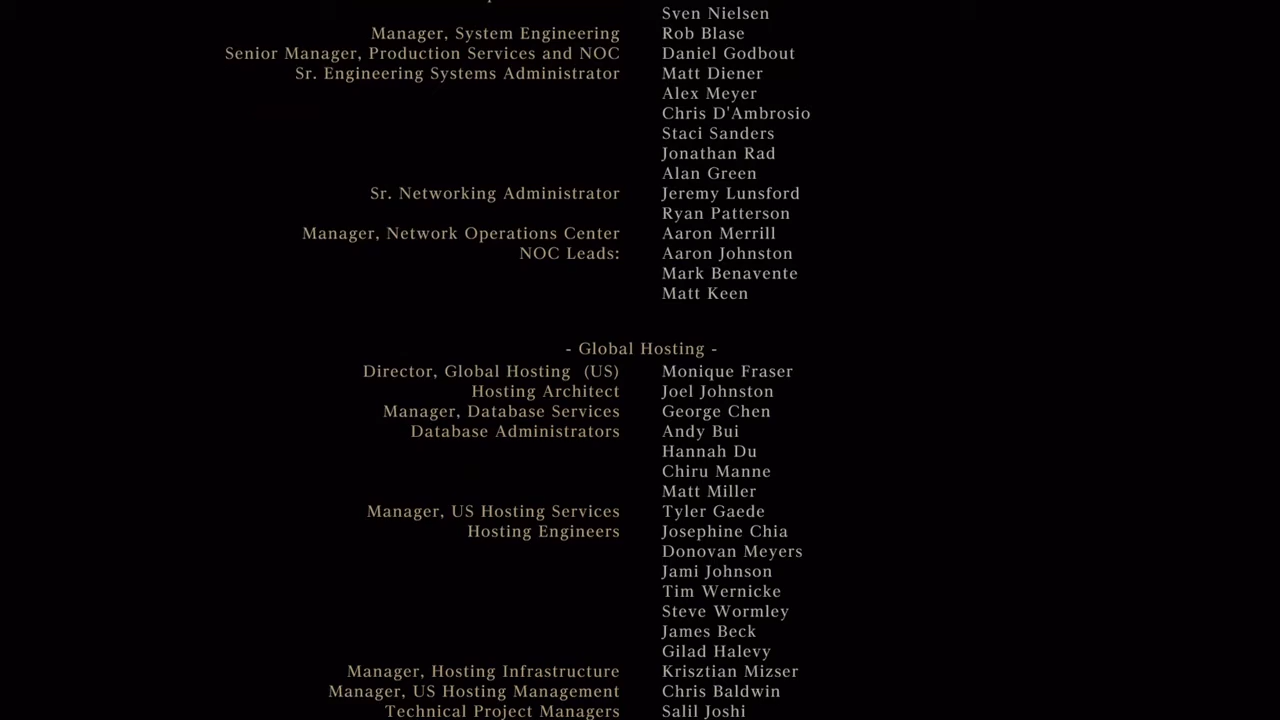 Sven Nielsen
Manager, System Engineering Rob Blase
Senior Manager, Production Services and NOC Daniel Godbout
Sr. Engineering Systems Administrator Matt Diener
Alex Meyer
Chris D'Ambrosio
Staci Sanders
Jonathan Rad
Alan Green
Sr. Networking Administrator Jeremy Lunsford
Ryan Patterson
Manager, Network Operations Center Aaron Merrill
NOC Leads: Aaron Johnston
Mark Benavente
Matt Keen
- Global Hosting -
Director, Global Hosting (US) Monique Fraser
Hosting Architect Joel Johnston
Manager, Database Services George Chen
Database Administrators Andy Bui
Hannah Du
Chiru Manne
Matt Miller
Manager, US Hosting Services Tyler Gaede
Hosting Engineers Josephine Chia
Donovan Meyers
Jami Johnson
Tim Wernicke
Steve Wormley
James Beck
Gilad Halevy
Manager, Hosting Infrastructure Krisztian Mizser
Manager, US Hosting Management Chris Baldwin
Technical Project Managers Salil Joshi